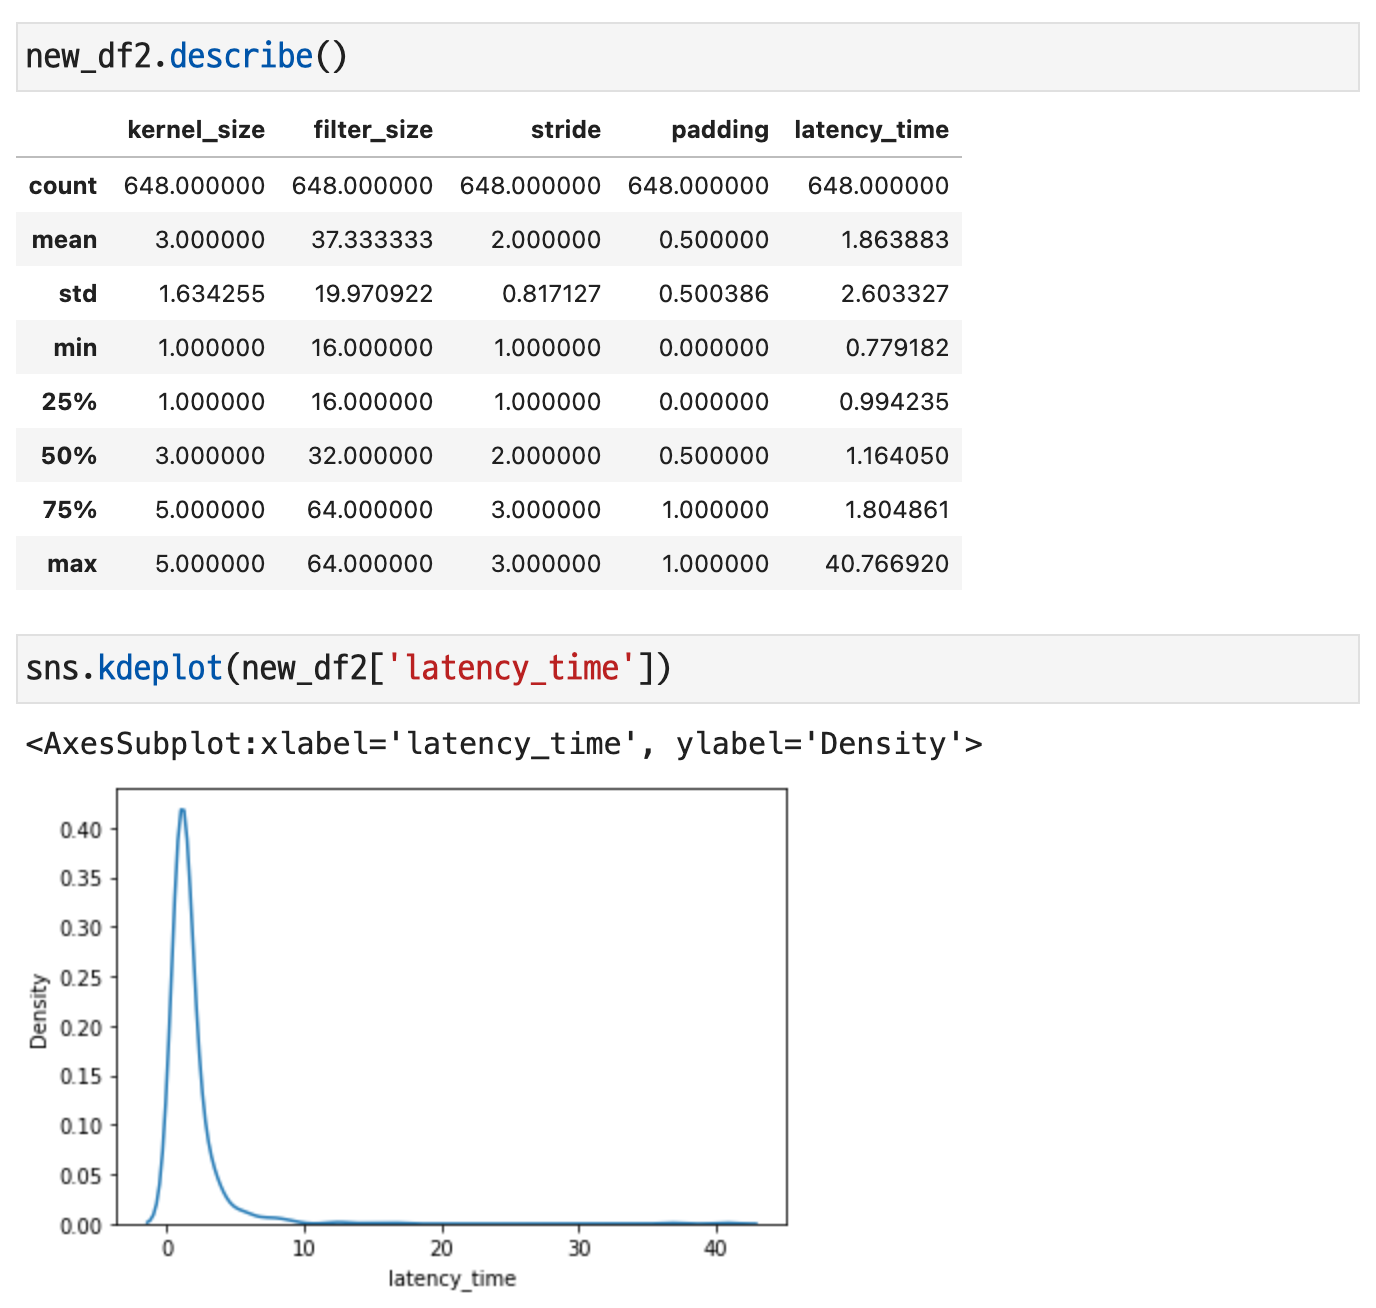 new_df2.describe()
kernel_size filter_size stride padding latency_time
count 648.000000 648.000000 648.000000 648.000000 648.000000
mean 3.000000 37.333333 2.000000 0.500000 1.863883
std 1.634255 19.970922 0.817127 0.500386 2.603327
min 1.000000 16.000000 1.000000 0.000000 0.779182
25% 1.000000 16.000000 1.000000 0.000000 0.994235
50% 3.000000 32.000000 2.000000 0.500000 1.164050
75% 5.000000 64.000000 3.000000 1.000000 1.804861
max 5.000000 64.000000 3.000000 1.000000 40.766920
sns.kdeplot(new_df2['latency_time'])
<AxesSubplot:xlabel='latency_time', ylabel='Density'>
0.40
0.35
0.30
0.25
0.20
0.15
0.10
0.05
0.00
Density
0 10 20 30 40
latency_time